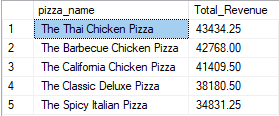 pizza_name Total_Revenue
1 The Thai Chicken Pizza 43434.25
2 The Barbecue Chicken Pizza 42768.00
3 The California Chicken Pizza 41409.50
4 The Classic Deluxe Pizza 38180.50
5 The Spicy Italian Pizza 34831.25